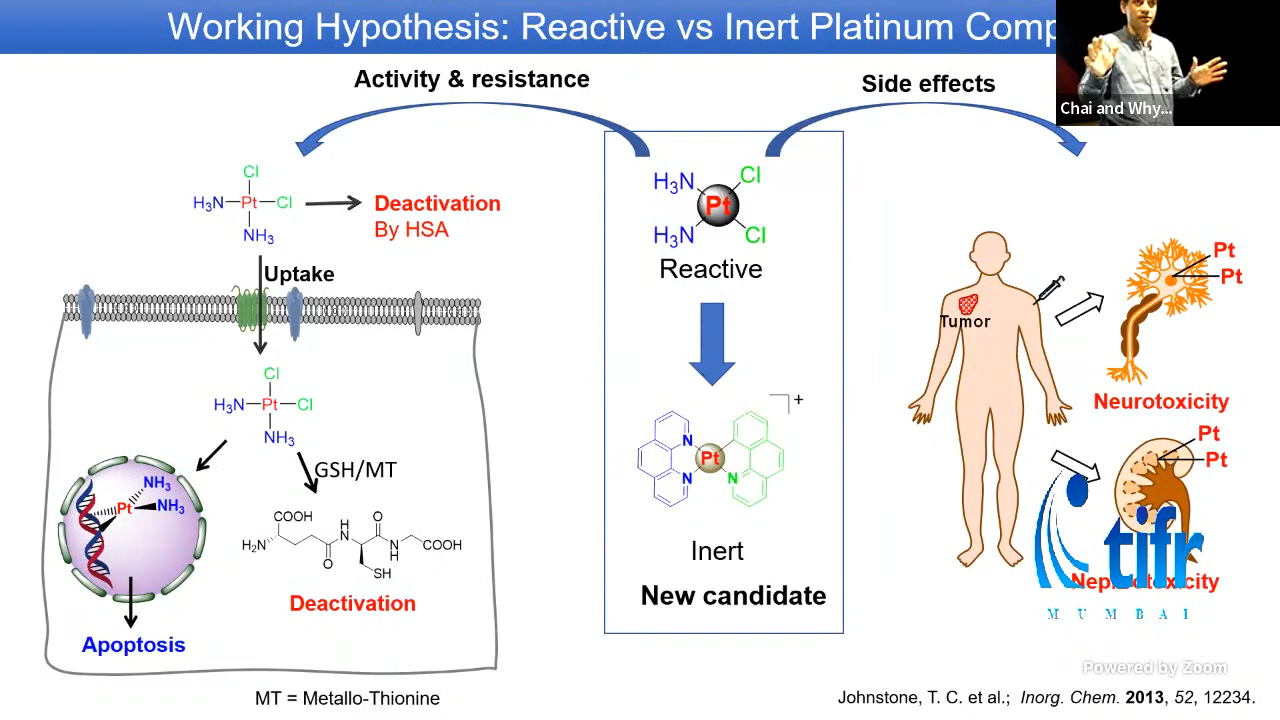 Working Hypothesis: Reactive vs Inert Platinum Comp
Chai and Why...
Activity & resistance
Side effects
Cl
H₃N Pt Cl
NH₃
Deactivation
By HSA
Uptake
Cl
H₃N Pt Cl
NH₃
GSH/MT
NH₃
Pt NH₃
COOH
H₂N
O
H
N
O
N
H
COOH
SH
Deactivation
Apoptosis
MT = Metallo-Thionine
H₃N Cl
Pt
H₃N Cl
Reactive
+
N
Pt
N N
Inert
New candidate
Tumor
Pt
Pt
Neurotoxicity
Pt
Pt
Nephrotoxicity
tifr
MUMBAI
Powered by Zoom
Johnstone, T. C. et al.; Inorg. Chem. 2013, 52, 12234.